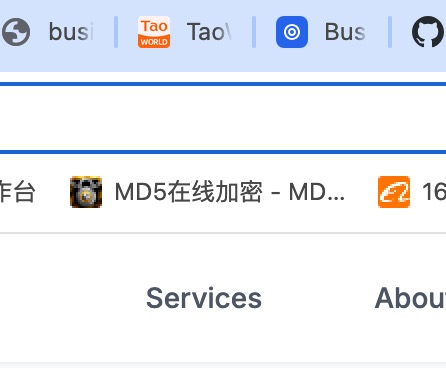 busi Tao Bus
Tao
WORLD
作台 MD5在线加密 - MD... 16
Services Abou